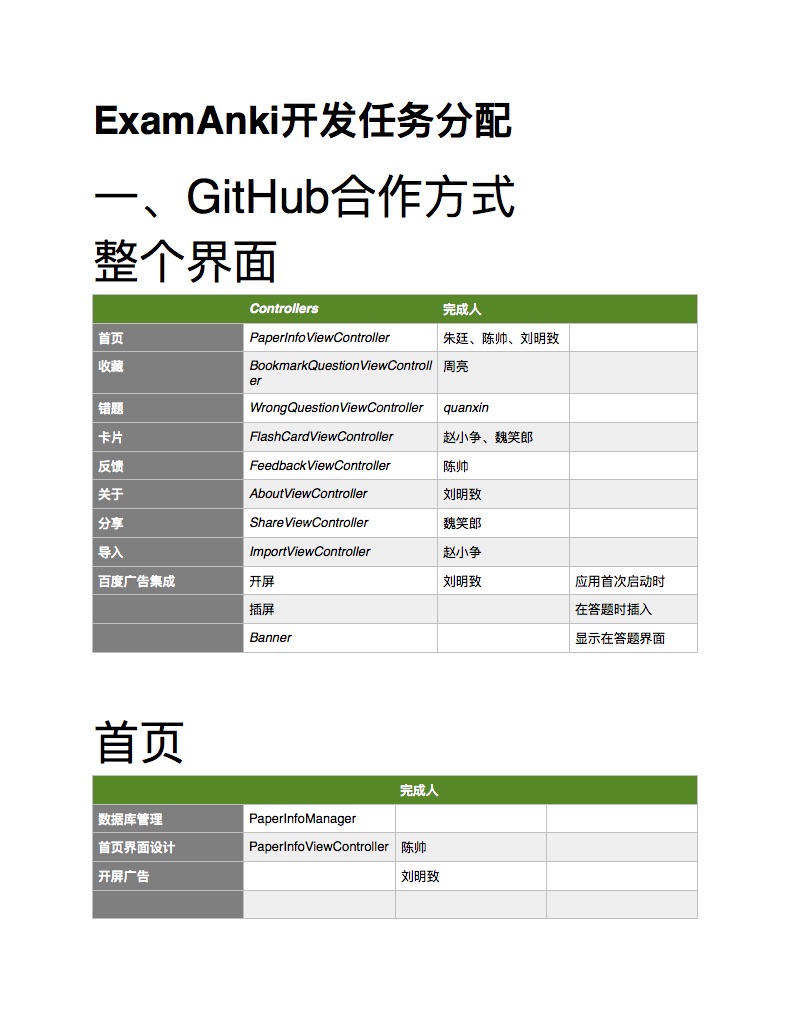 ExamAnki开发任务分配
一、GitHub合作方式
整个界面
Controllers 完成人
首页 PaperInfoViewController 朱廷、陈帅、刘明致
收藏 BookmarkQuestionViewControll 周亮
er
错题 WrongQuestionViewController quanxin
卡片 FlashCardViewController 赵小争、魏笑郎
反馈 FeedbackViewController 陈帅
关于 AboutViewController 刘明致
分享 ShareViewController 魏笑郎
导入 ImportViewController 赵小争
百度广告集成 开屏 刘明致 应用首次启动时
插屏 在答题时插入
Banner 显示在答题界面
首页
完成人
数据库管理 PaperInfoManager
首页界面设计 PaperInfoViewController 陈帅
开屏广告 刘明致